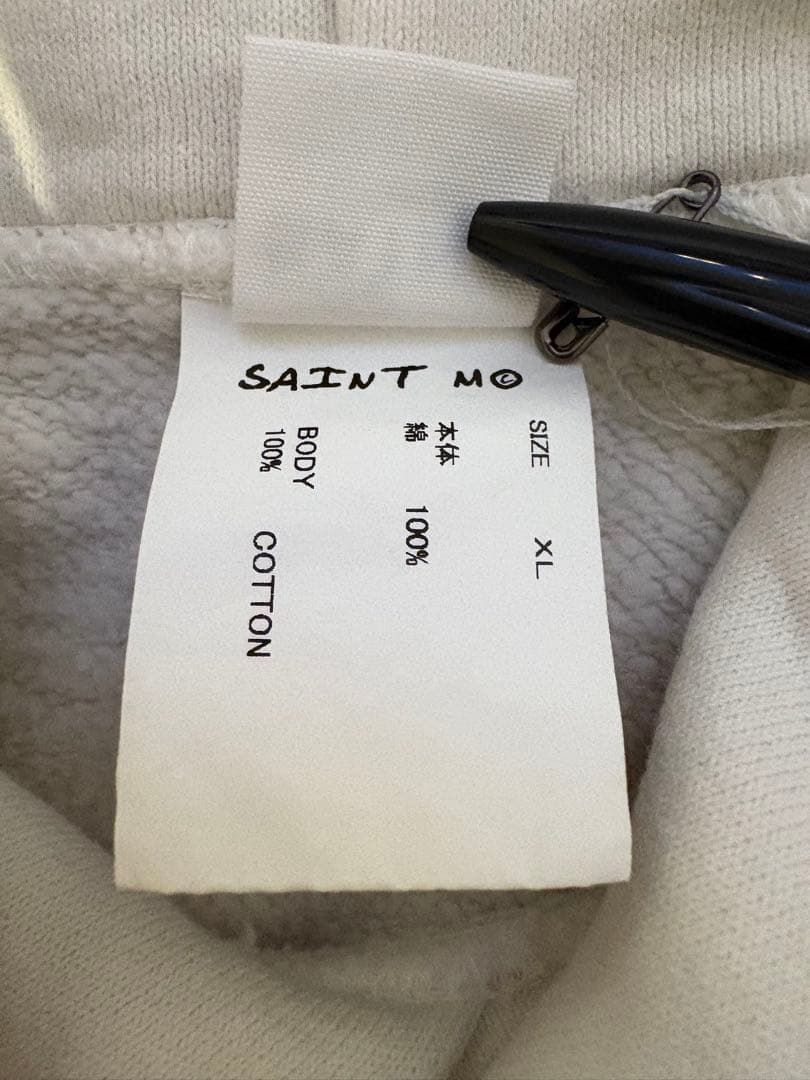 SAINT M©
SIZE XL
本体
綿 100%
BODY
100% COTTON